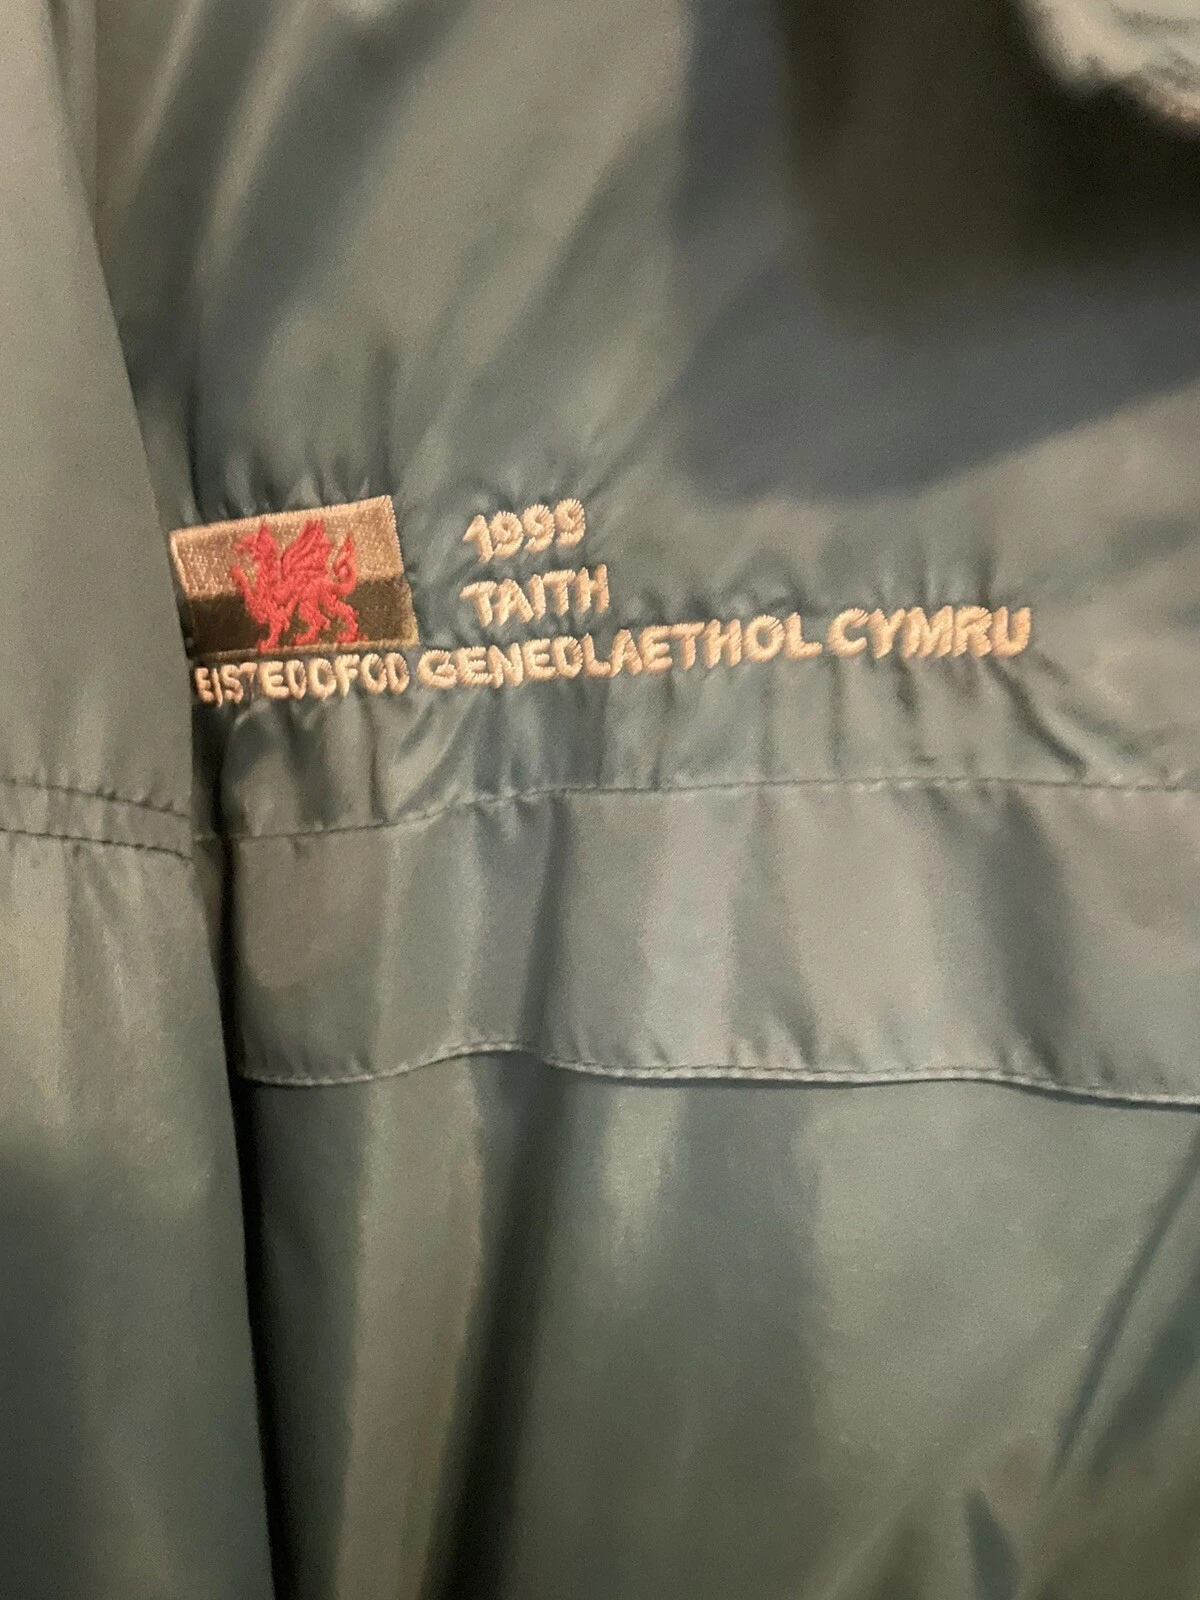 1999
TAITH
EISTEDDFOD GENEDLAETHOL CYMRU